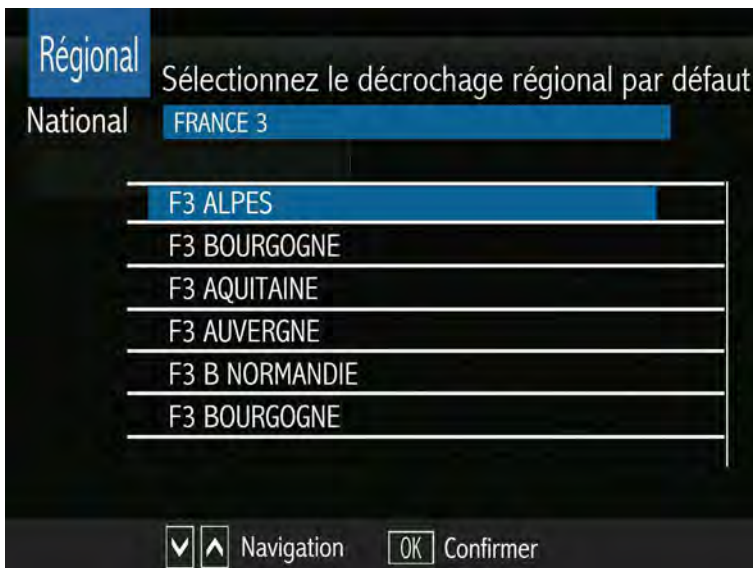 Régional
Sélectionnez le décrochage régional par défaut
National
FRANCE 3
F3 ALPES
F3 BOURGOGNE
F3 AQUITAINE
F3 AUVERGNE
F3 B NORMANDIE
F3 BOURGOGNE
Navigation
OK Confirmer